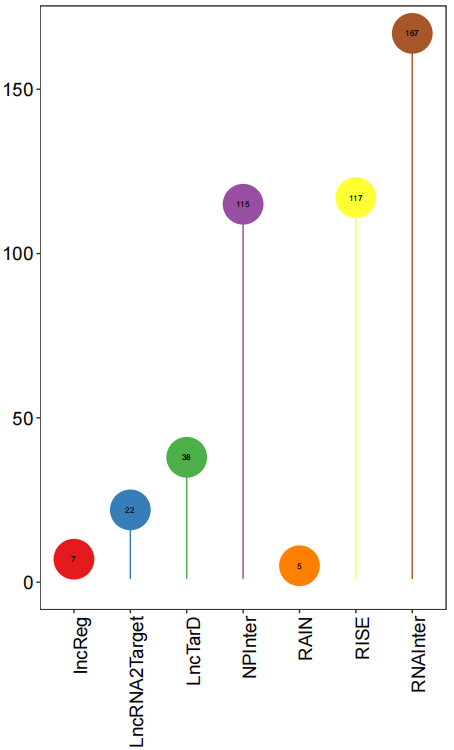 167
150
117
115
100
50
38
22
7
5
0
lncReg
LncRNA2Target
LncTarD
NPInter
RAIN
RISE
RNAInter